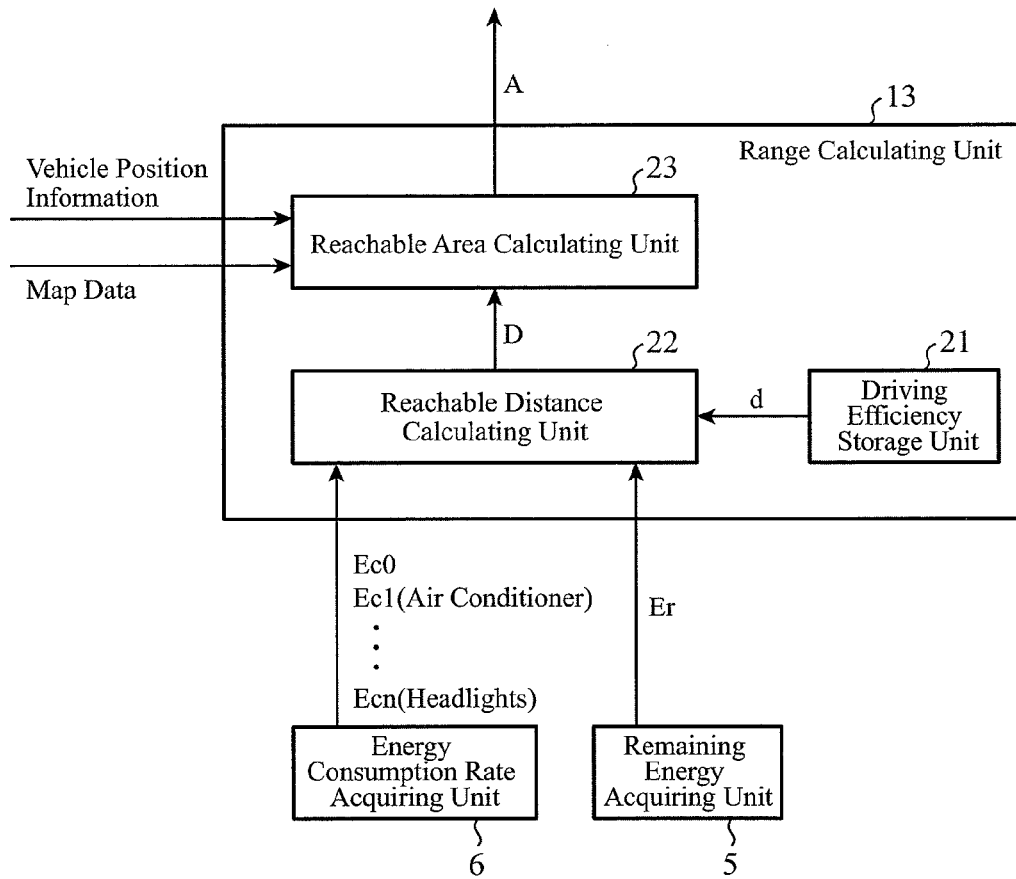 A
13
Range Calculating Unit
Vehicle Position
Information
23
Reachable Area Calculating Unit
Map Data
D
22
21
Reachable Distance
Calculating Unit
d
Driving
Efficiency
Storage Unit
Ec0
Ec1(Air Conditioner)
Ecn(Headlights)
Er
Energy
Consumption Rate
Acquiring Unit
Remaining
Energy
Acquiring Unit
6
5